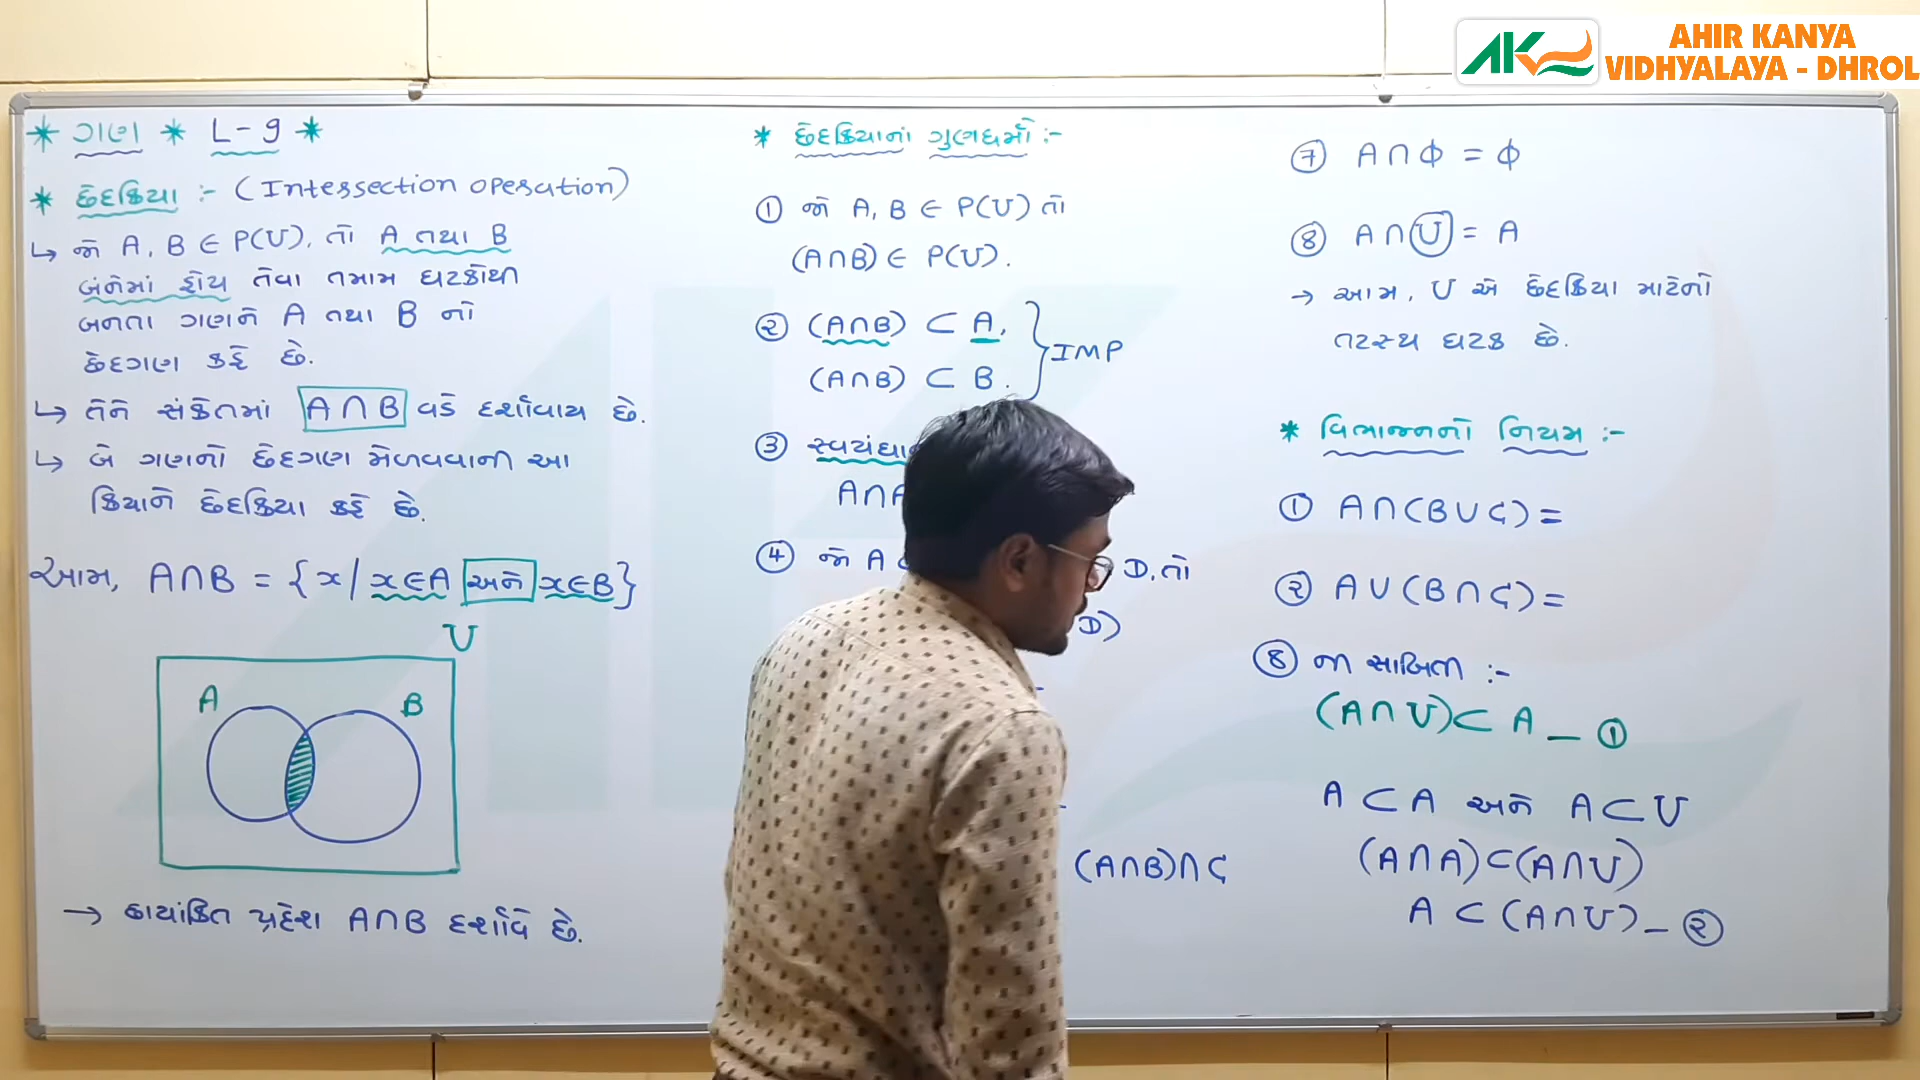 AHIR KANYA
VIDHYALAYA - DHROL
* ગણ * L-9 *
* છેદક્રિયા :- (Intersection operation)
↳ જો A, B ∈ P(U), તો A તથા B
બંનેમાં હોય તેવા તમામ ઘટકોથી
બનતા ગણને A તથા B નો
છેદગણ કહે છે.
↳ તેને સંકેતમાં A∩B વડે દર્શાવાય છે.
↳ બે ગણનો છેદગણ મેળવવાની આ
ક્રિયાને છેદક્રિયા કહે છે.
આમ, A∩B = {x / x∈A અને x∈B}
U
A B
→ છાયાંકિત પ્રદેશ A∩B દર્શાવે છે.
* છેદક્રિયાનાં ગુણધર્મો :-
① જો A, B ∈ P(U) તો
(A∩B) ∈ P(U).
② (A∩B) ⊂ A,
(A∩B) ⊂ B. } IMP
③
A∩
④ જો A D, તો
D)
(A∩B)∩C
⑦ A∩Φ = Φ
⑧ A∩U = A
→ આમ, U એ છેદક્રિયા માટેનો
તટસ્થ ઘટક છે.
* વિભાજનનો નિયમ :-
① A∩(B∪C) =
② A∪(B∩C) =
⑧ ના સાબિતી :-
(A∩U) ⊂ A — ①
A ⊂ A અને A ⊂ U
(A∩A) ⊂ (A∩U)
A ⊂ (A∩U) — ②